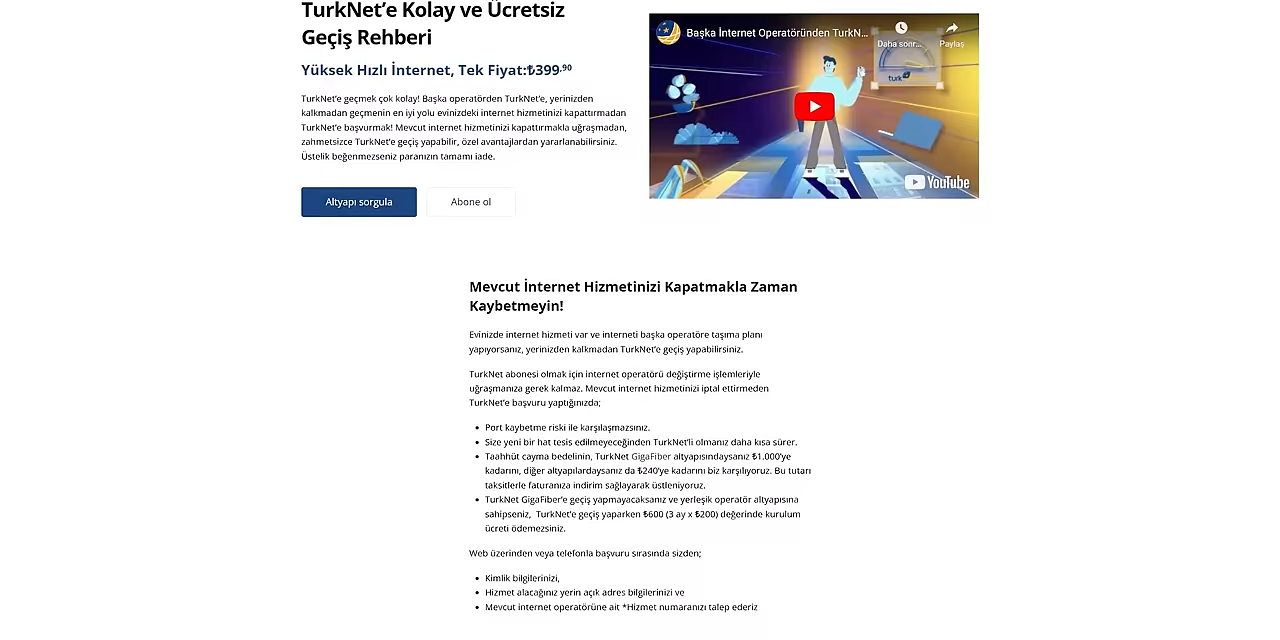 TurkNet’e Kolay ve Ücretsiz
Geçiş Rehberi
Yüksek Hızlı İnternet, Tek Fiyat:₺399,90
TurkNet’e geçmek çok kolay! Başka operatörden TurkNet’e, yerinizden
kalkmadan geçmenin en iyi yolu evinizdeki internet hizmetinizi kapattırmadan
TurkNet’e başvurmak! Mevcut internet hizmetinizi kapattırmakla uğraşmadan,
zahmetsizce TurkNet’e geçiş yapabilir, özel avantajlardan yararlanabilirsiniz.
Üstelik beğenmezseniz paranızın tamamı iade.
Altyapı sorgula
Abone ol
Başka İnternet Operatöründen TurkN...
Daha sonr...
Paylaş
turk
YouTube
Mevcut İnternet Hizmetinizi Kapatmakla Zaman
Kaybetmeyin!
Evinizde internet hizmeti var ve interneti başka operatöre taşıma planı
yapıyorsanız, yerinizden kalkmadan TurkNet’e geçiş yapabilirsiniz.
TurkNet abonesi olmak için internet operatörü değiştirme işlemleriyle
uğraşmanıza gerek kalmaz. Mevcut internet hizmetinizi iptal ettirmeden
TurkNet’e başvuru yaptığınızda;
• Port kaybetme riski ile karşılaşmazsınız.
• Size yeni bir hat tesis edilmeyeceğinden TurkNet’li olmanız daha kısa sürer.
• Taahhüt cayma bedelinin, TurkNet GigaFiber altyapısındaysanız ₺1.000’ye
kadarını, diğer altyapılardaysanız da ₺240’ye kadarını biz karşılıyoruz. Bu tutarı
taksitlerle faturanıza indirim sağlayarak üstleniyoruz.
• TurkNet GigaFiber’e geçiş yapmayacaksanız ve yerleşik operatör altyapısına
sahipseniz, TurkNet’e geçiş yaparken ₺600 (3 ay x ₺200) değerinde kurulum
ücreti ödemezsiniz.
Web üzerinden veya telefonla başvuru sırasında sizden;
• Kimlik bilgilerinizi,
• Hizmet alacağınız yerin açık adres bilgilerinizi ve
• Mevcut internet operatörüne ait *Hizmet numaranızı talep ederiz